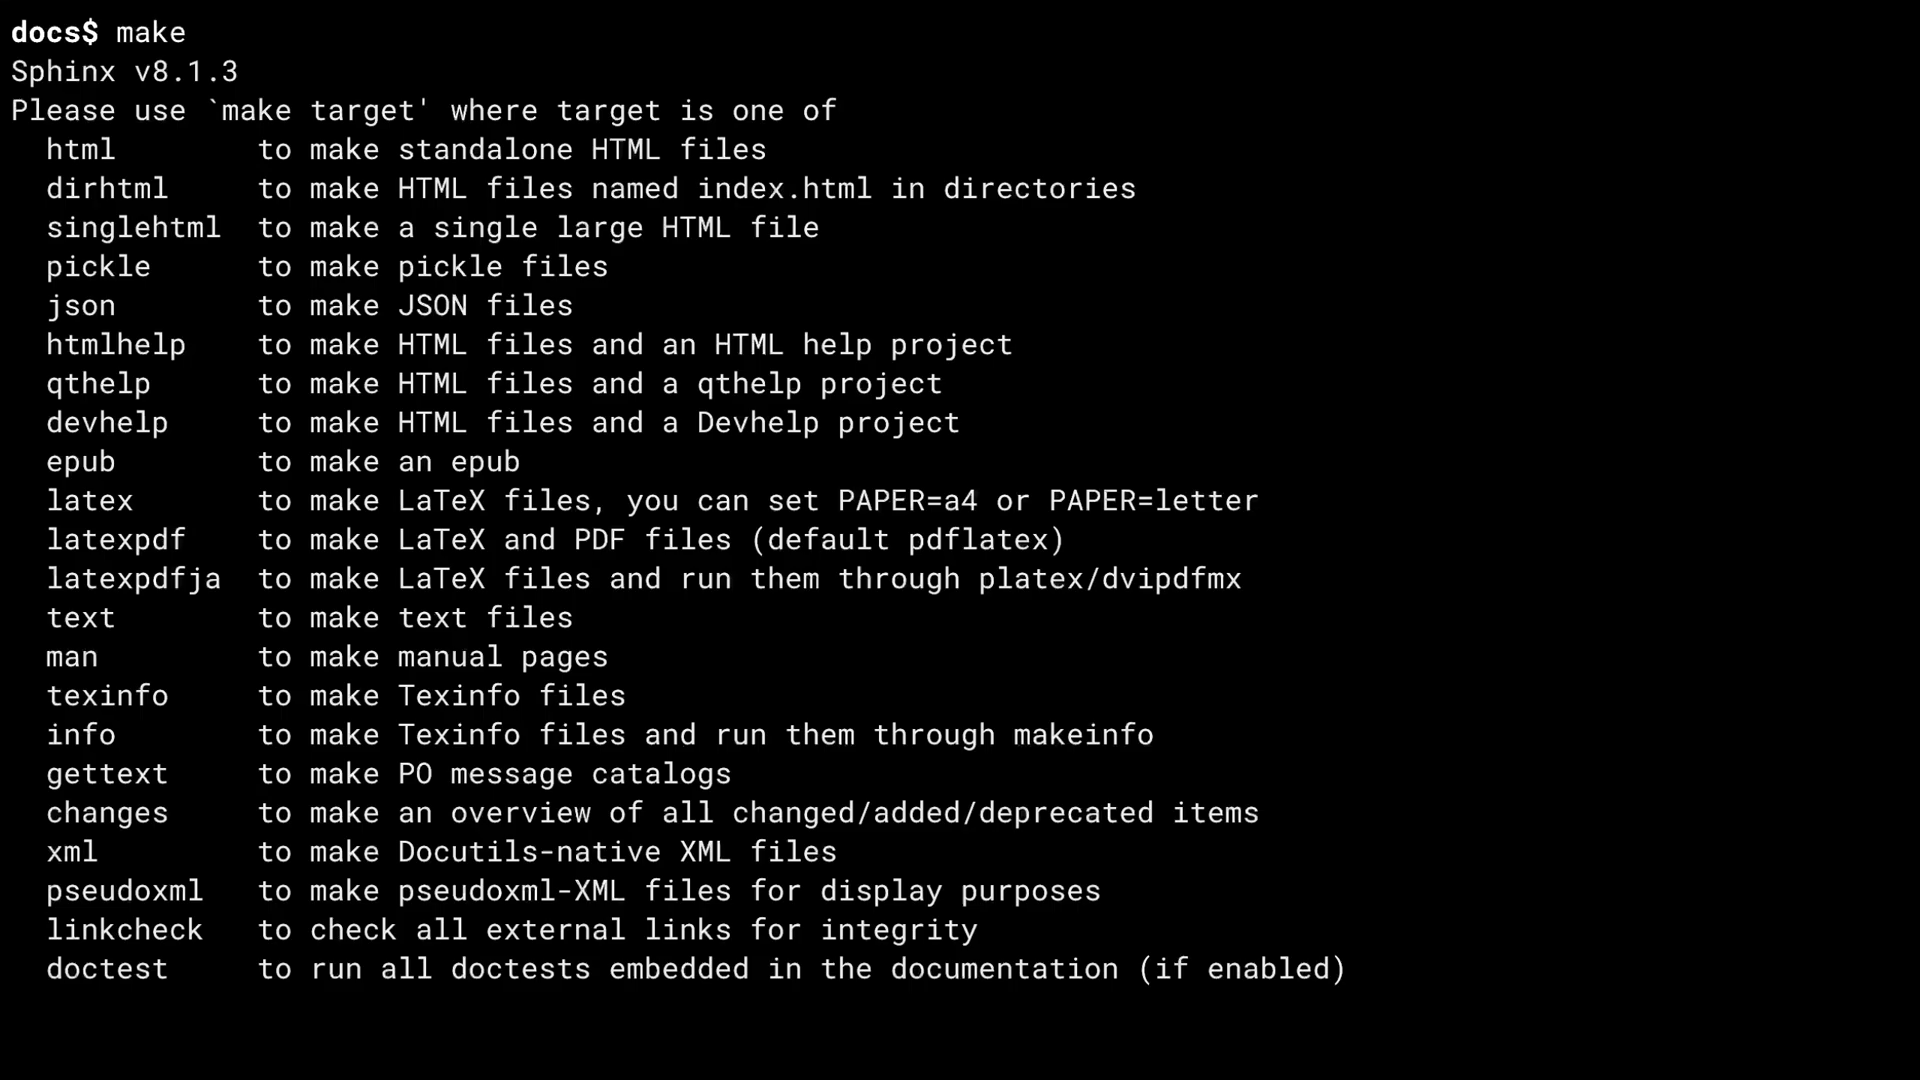 docs$ make
Sphinx v8.1.3
Please use `make target' where target is one of
  html        to make standalone HTML files
  dirhtml     to make HTML files named index.html in directories
  singlehtml  to make a single large HTML file
  pickle      to make pickle files
  json        to make JSON files
  htmlhelp    to make HTML files and an HTML help project
  qthelp      to make HTML files and a qthelp project
  devhelp     to make HTML files and a Devhelp project
  epub        to make an epub
  latex       to make LaTeX files, you can set PAPER=a4 or PAPER=letter
  latexpdf    to make LaTeX and PDF files (default pdflatex)
  latexpdfja  to make LaTeX files and run them through platex/dvipdfmx
  text        to make text files
  man         to make manual pages
  texinfo     to make Texinfo files
  info        to make Texinfo files and run them through makeinfo
  gettext     to make PO message catalogs
  changes     to make an overview of all changed/added/deprecated items
  xml         to make Docutils-native XML files
  pseudoxml   to make pseudoxml-XML files for display purposes
  linkcheck   to check all external links for integrity
  doctest     to run all doctests embedded in the documentation (if enabled)